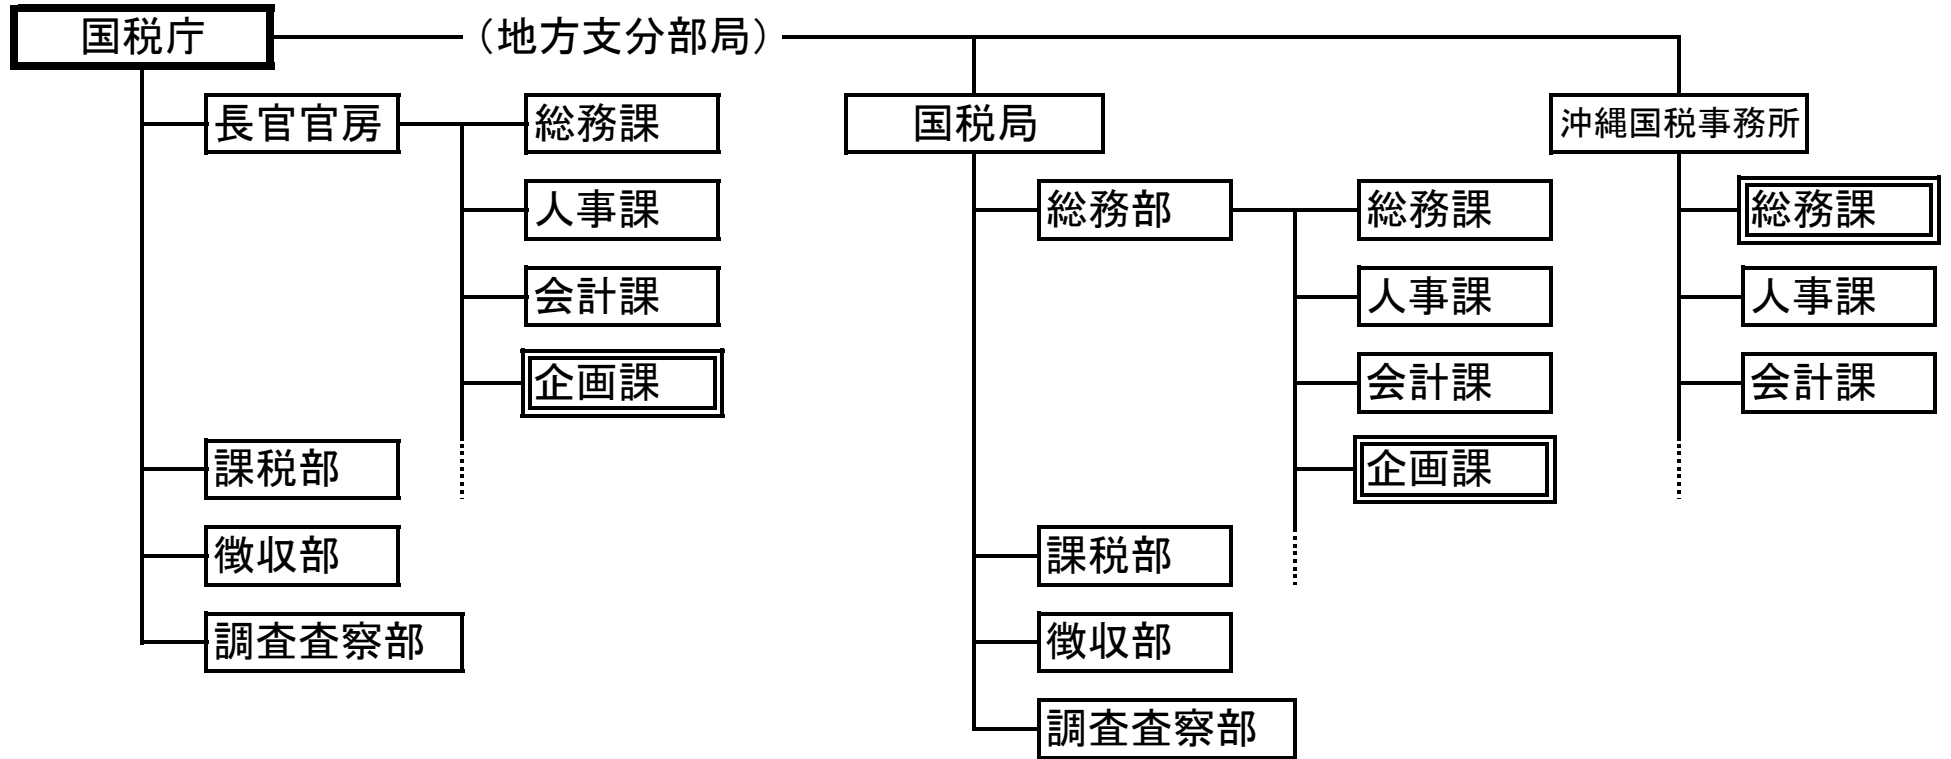 国税庁
（地方支分部局）
長官官房
総務課
人事課
会計課
企画課
課税部
徴収部
調査査察部
国税局
総務部
総務課
人事課
会計課
企画課
課税部
徴収部
調査査察部
沖縄国税事務所
総務課
人事課
会計課